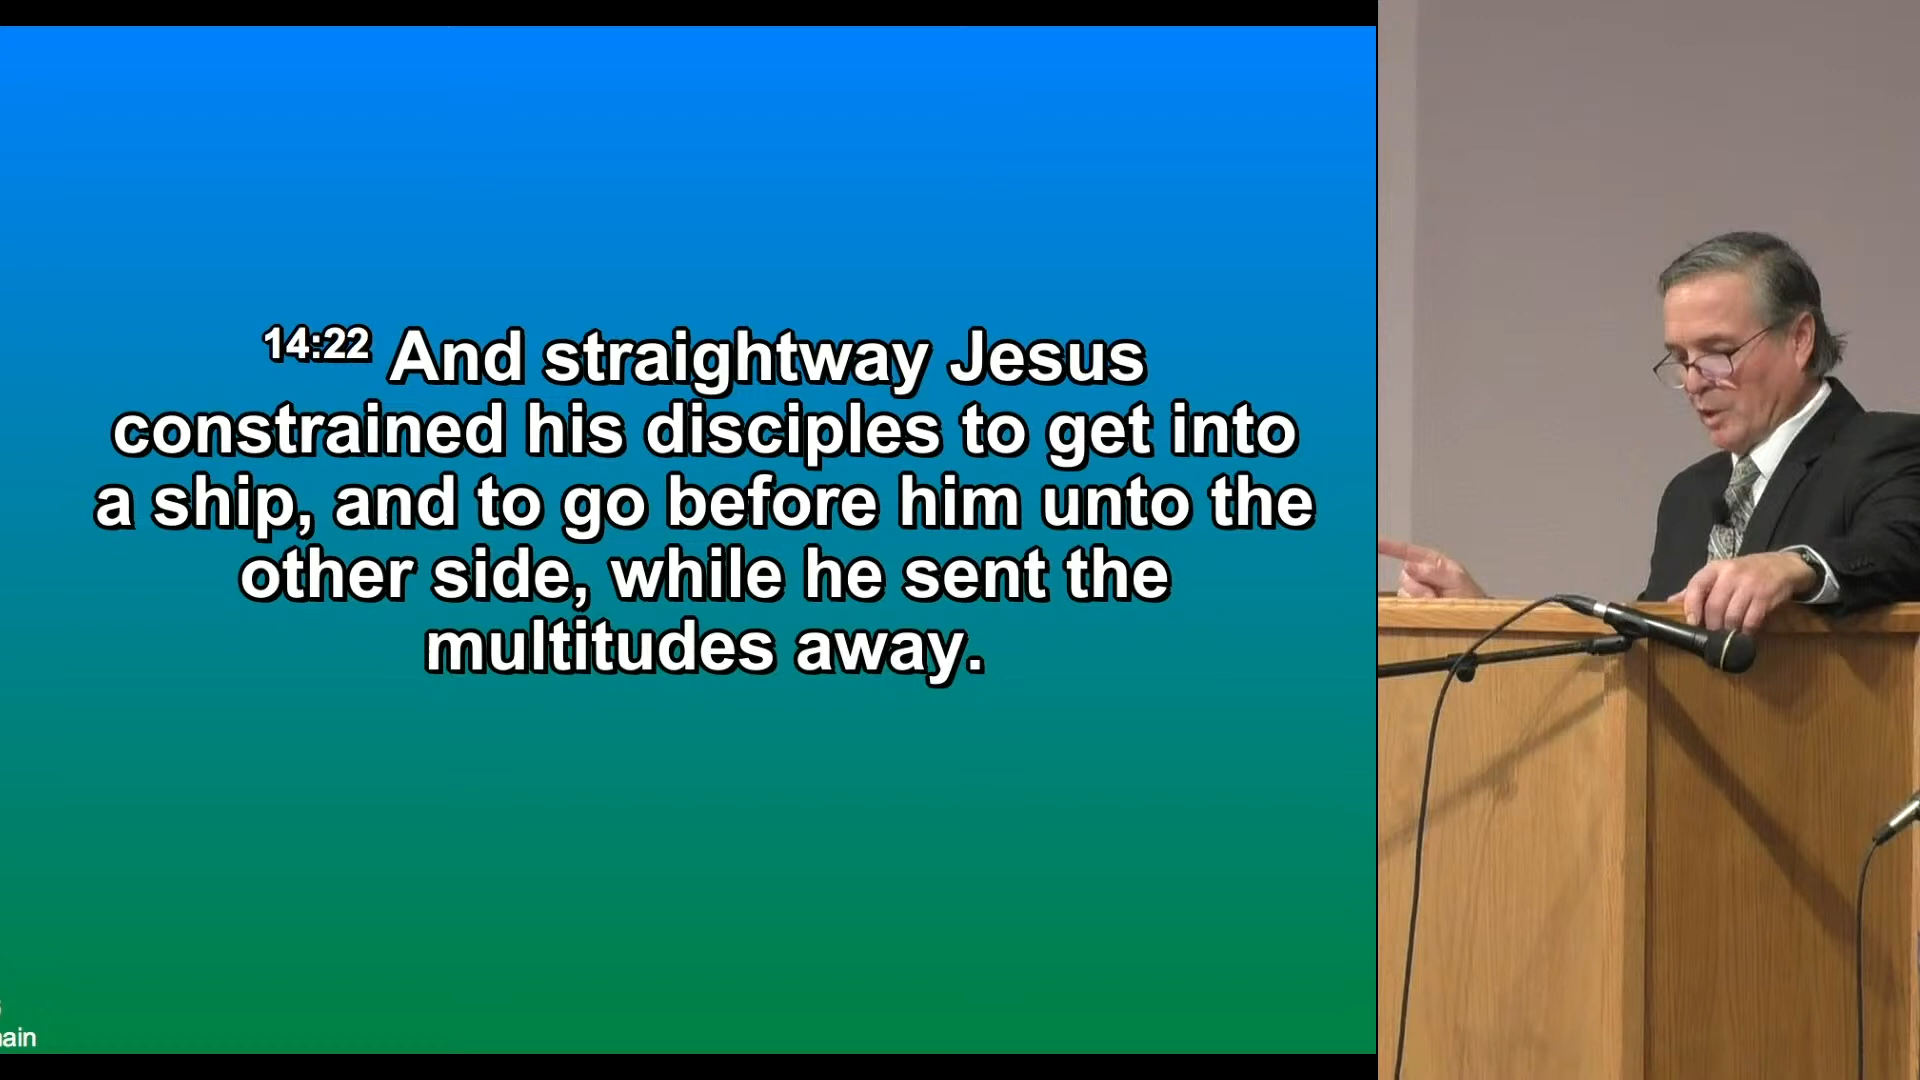 14:22 And straightway Jesus
constrained his disciples to get into
a ship, and to go before him unto the
other side, while he sent the
multitudes away.